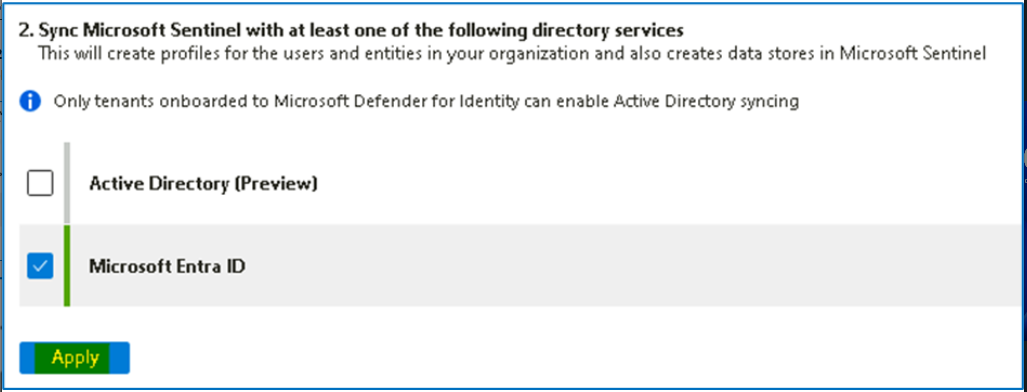 2. Sync Microsoft Sentinel with at least one of the following directory services
This will create profiles for the users and entities in your organization and also creates data stores in Microsoft Sentinel
Only tenants onboarded to Microsoft Defender for Identity can enable Active Directory syncing
Active Directory (Preview)
Microsoft Entra ID
Apply